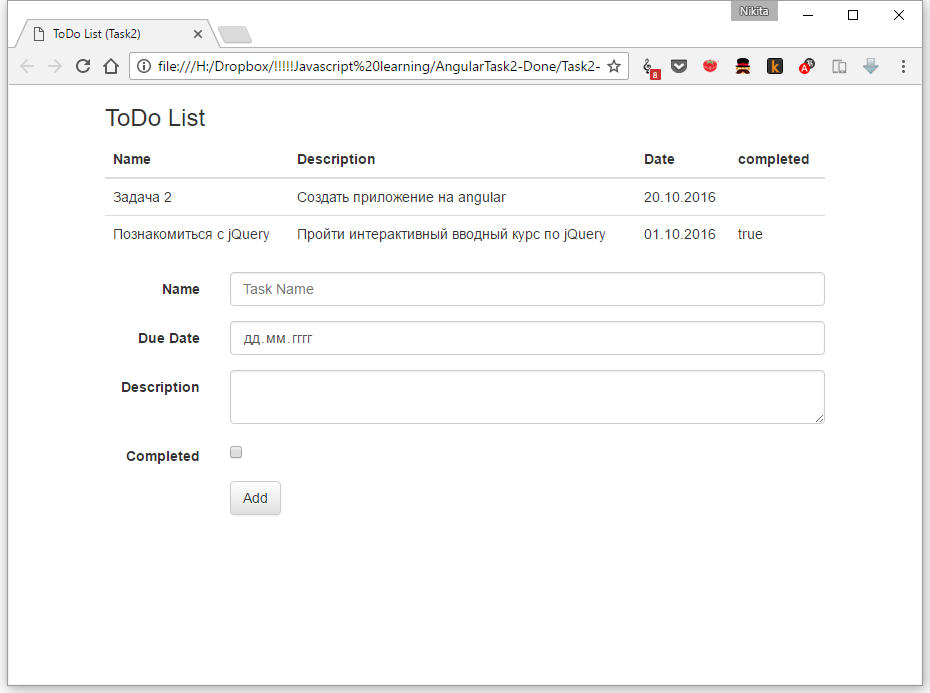 Nikita
ToDo List (Task2)
file:///H:/Dropbox/!!!!!Javascript%20learning/AngularTask2-Done/Task2-
8
ToDo List
Name Description Date completed
Задача 2 Создать приложение на angular 20.10.2016
Познакомиться с jQuery Пройти интерактивный вводный курс по jQuery 01.10.2016 true
Name Task Name
Due Date дд.мм.гггг
Description
Completed
Add